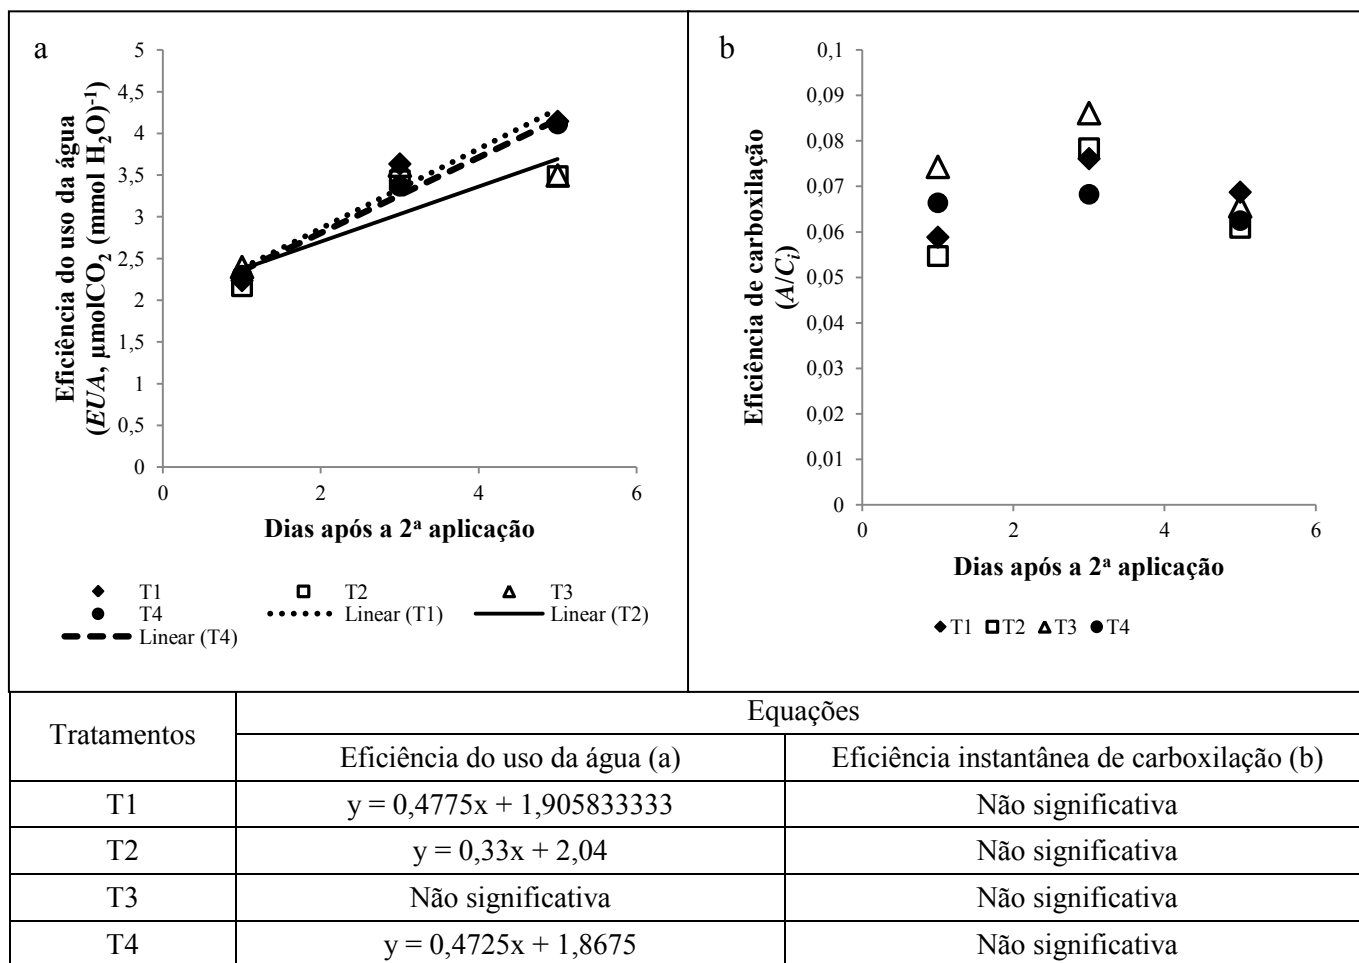 a
Eficiência do uso da água
(EUA, µmolCO₂ (mmol H₂O)⁻¹
5
4,5
4
3,5
3
2,5
2
1,5
1
0,5
0
0 2 4 6
Dias após a 2ª aplicação
T1 T2 T3
T4 Linear (T1) Linear (T2)
Linear (T4)
b
Eficiência de carboxilação
(A/Cᵢ)
0,1
0,09
0,08
0,07
0,06
0,05
0,04
0,03
0,02
0,01
0
0 2 4 6
Dias após a 2ª aplicação
T1 T2 T3 T4
Tratamentos
Equações
Eficiência do uso da água (a) Eficiência instantânea de carboxilação (b)
T1 y = 0,4775x + 1,905833333 Não significativa
T2 y = 0,33x + 2,04 Não significativa
T3 Não significativa Não significativa
T4 y = 0,4725x + 1,8675 Não significativa